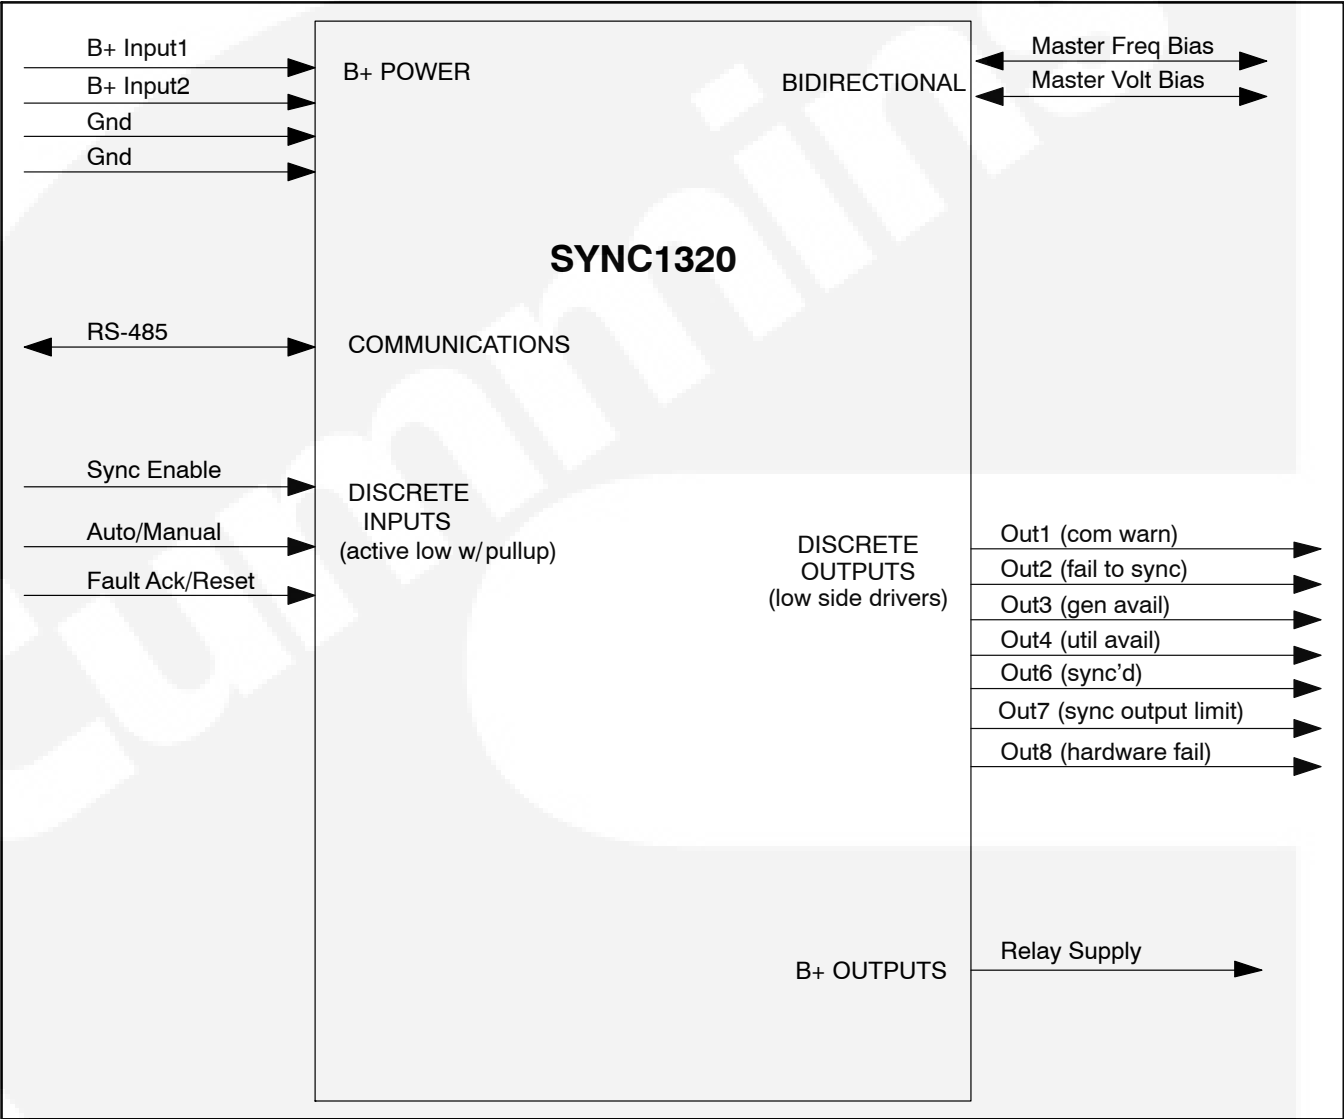 B+ Input1
B+ Input2
Gnd
Gnd
B+ POWER
BIDIRECTIONAL
Master Freq Bias
Master Volt Bias
SYNC1320
RS-485
COMMUNICATIONS
Sync Enable
Auto/Manual
Fault Ack/Reset
DISCRETE
INPUTS
(active low w/pullup)
DISCRETE
OUTPUTS
(low side drivers)
Out1 (com warn)
Out2 (fail to sync)
Out3 (gen avail)
Out4 (util avail)
Out6 (sync’d)
Out7 (sync output limit)
Out8 (hardware fail)
B+ OUTPUTS
Relay Supply
Cummins